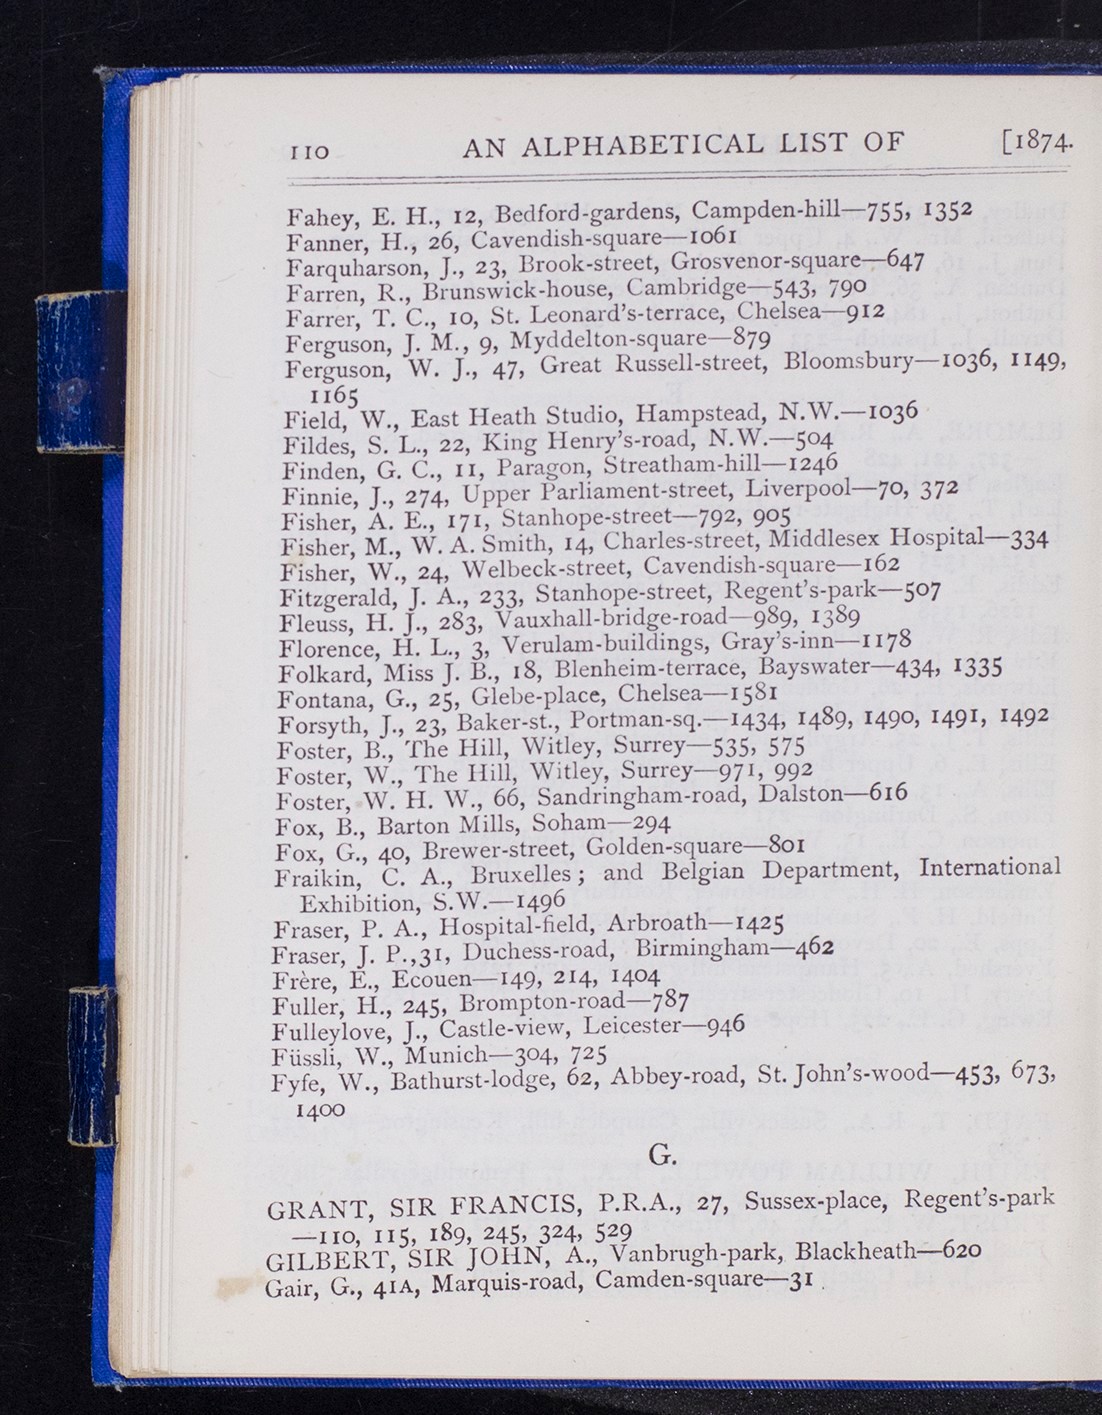 110 AN ALPHABETICAL LIST OF [1874.
Fahey, E. H., 12, Bedford-gardens, Campden-hill—755, 1352
Fanner, H., 26, Cavendish-square—1061
Farquharson, J., 23, Brook-street, Grosvenor-square—647
Farren, R., Brunswick-house, Cambridge—543, 790
Farrer, T. C., 10, St. Leonard's-terrace, Chelsea—912
Ferguson, J. M., 9, Myddelton-square—879
Ferguson, W. J., 47, Great Russell-street, Bloomsbury—1036, 1149,
1165
Field, W., East Heath Studio, Hampstead, N.W.—1036
Fildes, S. L., 22, King Henry's-road, N.W.—504
Finden, G. C., 11, Paragon, Streatham-hill—1246
Finnie, J., 274, Upper Parliament-street, Liverpool—70, 372
Fisher, A. E., 171, Stanhope-street—792, 905
Fisher, M., W. A. Smith, 14, Charles-street, Middlesex Hospital—334
Fisher, W., 24, Welbeck-street, Cavendish-square—162
Fitzgerald, J. A., 233, Stanhope-street, Regent's-park—507
Fleuss, H. J., 283, Vauxhall-bridge-road—989, 1389
Florence, H. L., 3, Verulam-buildings, Gray's-inn—1178
Folkard, Miss J. B., 18, Blenheim-terrace, Bayswater—434, 1335
Fontana, G., 25, Glebe-place, Chelsea—1581
Forsyth, J., 23, Baker-st., Portman-sq.—1434, 1489, 1490, 1491, 1492
Foster, B., The Hill, Witley, Surrey—535, 575
Foster, W., The Hill, Witley, Surrey—971, 992
Foster, W. H. W., 66, Sandringham-road, Dalston—616
Fox, B., Barton Mills, Soham—294
Fox, G., 40, Brewer-street, Golden-square—801
Fraikin, C. A., Bruxelles; and Belgian Department, International
Exhibition, S.W.—1496
Fraser, P. A., Hospital-field, Arbroath—1425
Fraser, J. P.,31, Duchess-road, Birmingham—462
Frère, E., Ecouen—149, 214, 1404
Fuller, H., 245, Brompton-road—787
Fulleylove, J., Castle-view, Leicester—946
Füssli, W., Munich—304, 725
Fyfe, W., Bathurst-lodge, 62, Abbey-road, St. John's-wood—453, 673,
1400
G.
GRANT, SIR FRANCIS, P.R.A., 27, Sussex-place, Regent's-park
—110, 115, 189, 245, 324, 529
GILBERT, SIR JOHN, A., Vanbrugh-park, Blackheath—620
Gair, G., 41A, Marquis-road, Camden-square—31